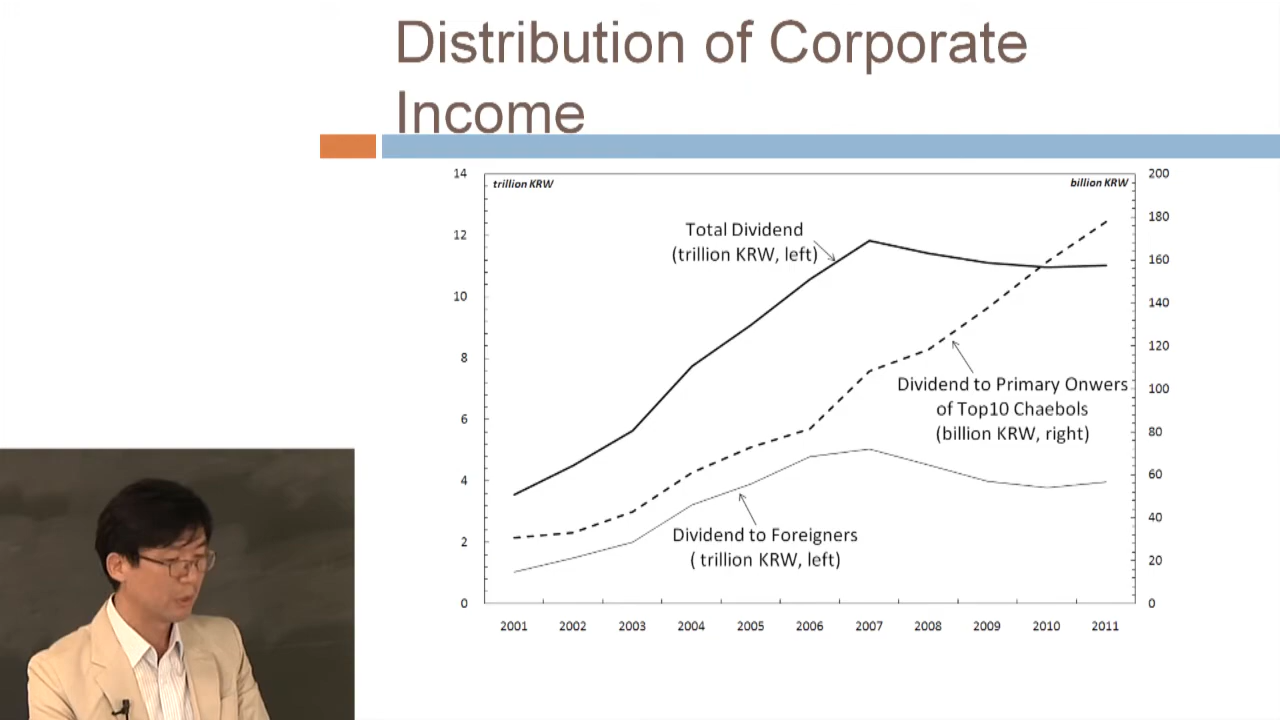 Distribution of Corporate
Income
14
12
10
8
6
4
2
0
trillion KRW
billion KRW
200
180
160
140
120
100
80
60
40
20
0
Total Dividend
(trillion KRW, left)
Dividend to Primary Onwers
of Top10 Chaebols
(billion KRW, right)
Dividend to Foreigners
( trillion KRW, left)
2001 2002 2003 2004 2005 2006 2007 2008 2009 2010 2011